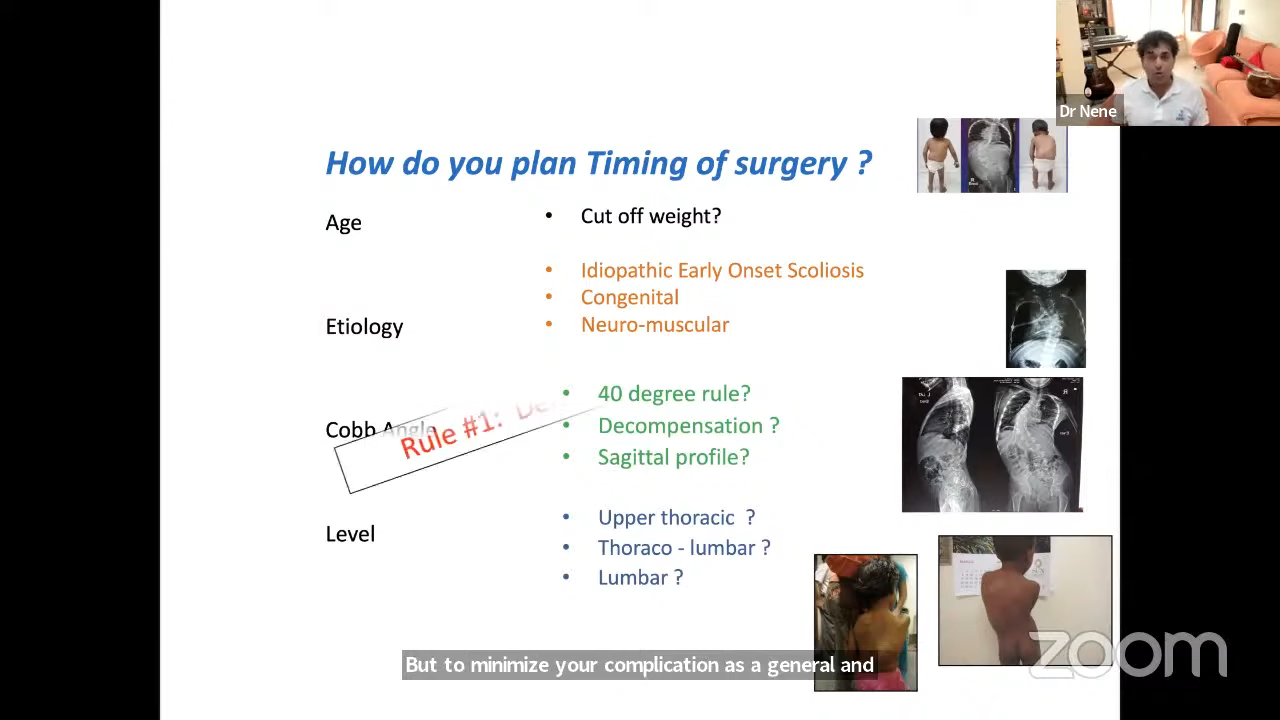 Dr Nene
How do you plan Timing of surgery ?
Age
• Cut off weight?
• Idiopathic Early Onset Scoliosis
• Congenital
• Neuro-muscular
Etiology
• 40 degree rule?
• Decompensation ?
• Sagittal profile?
Cobb Angle
Rule #1:
Level
• Upper thoracic ?
• Thoraco - lumbar ?
• Lumbar ?
But to minimize your complication as a general and
zoom